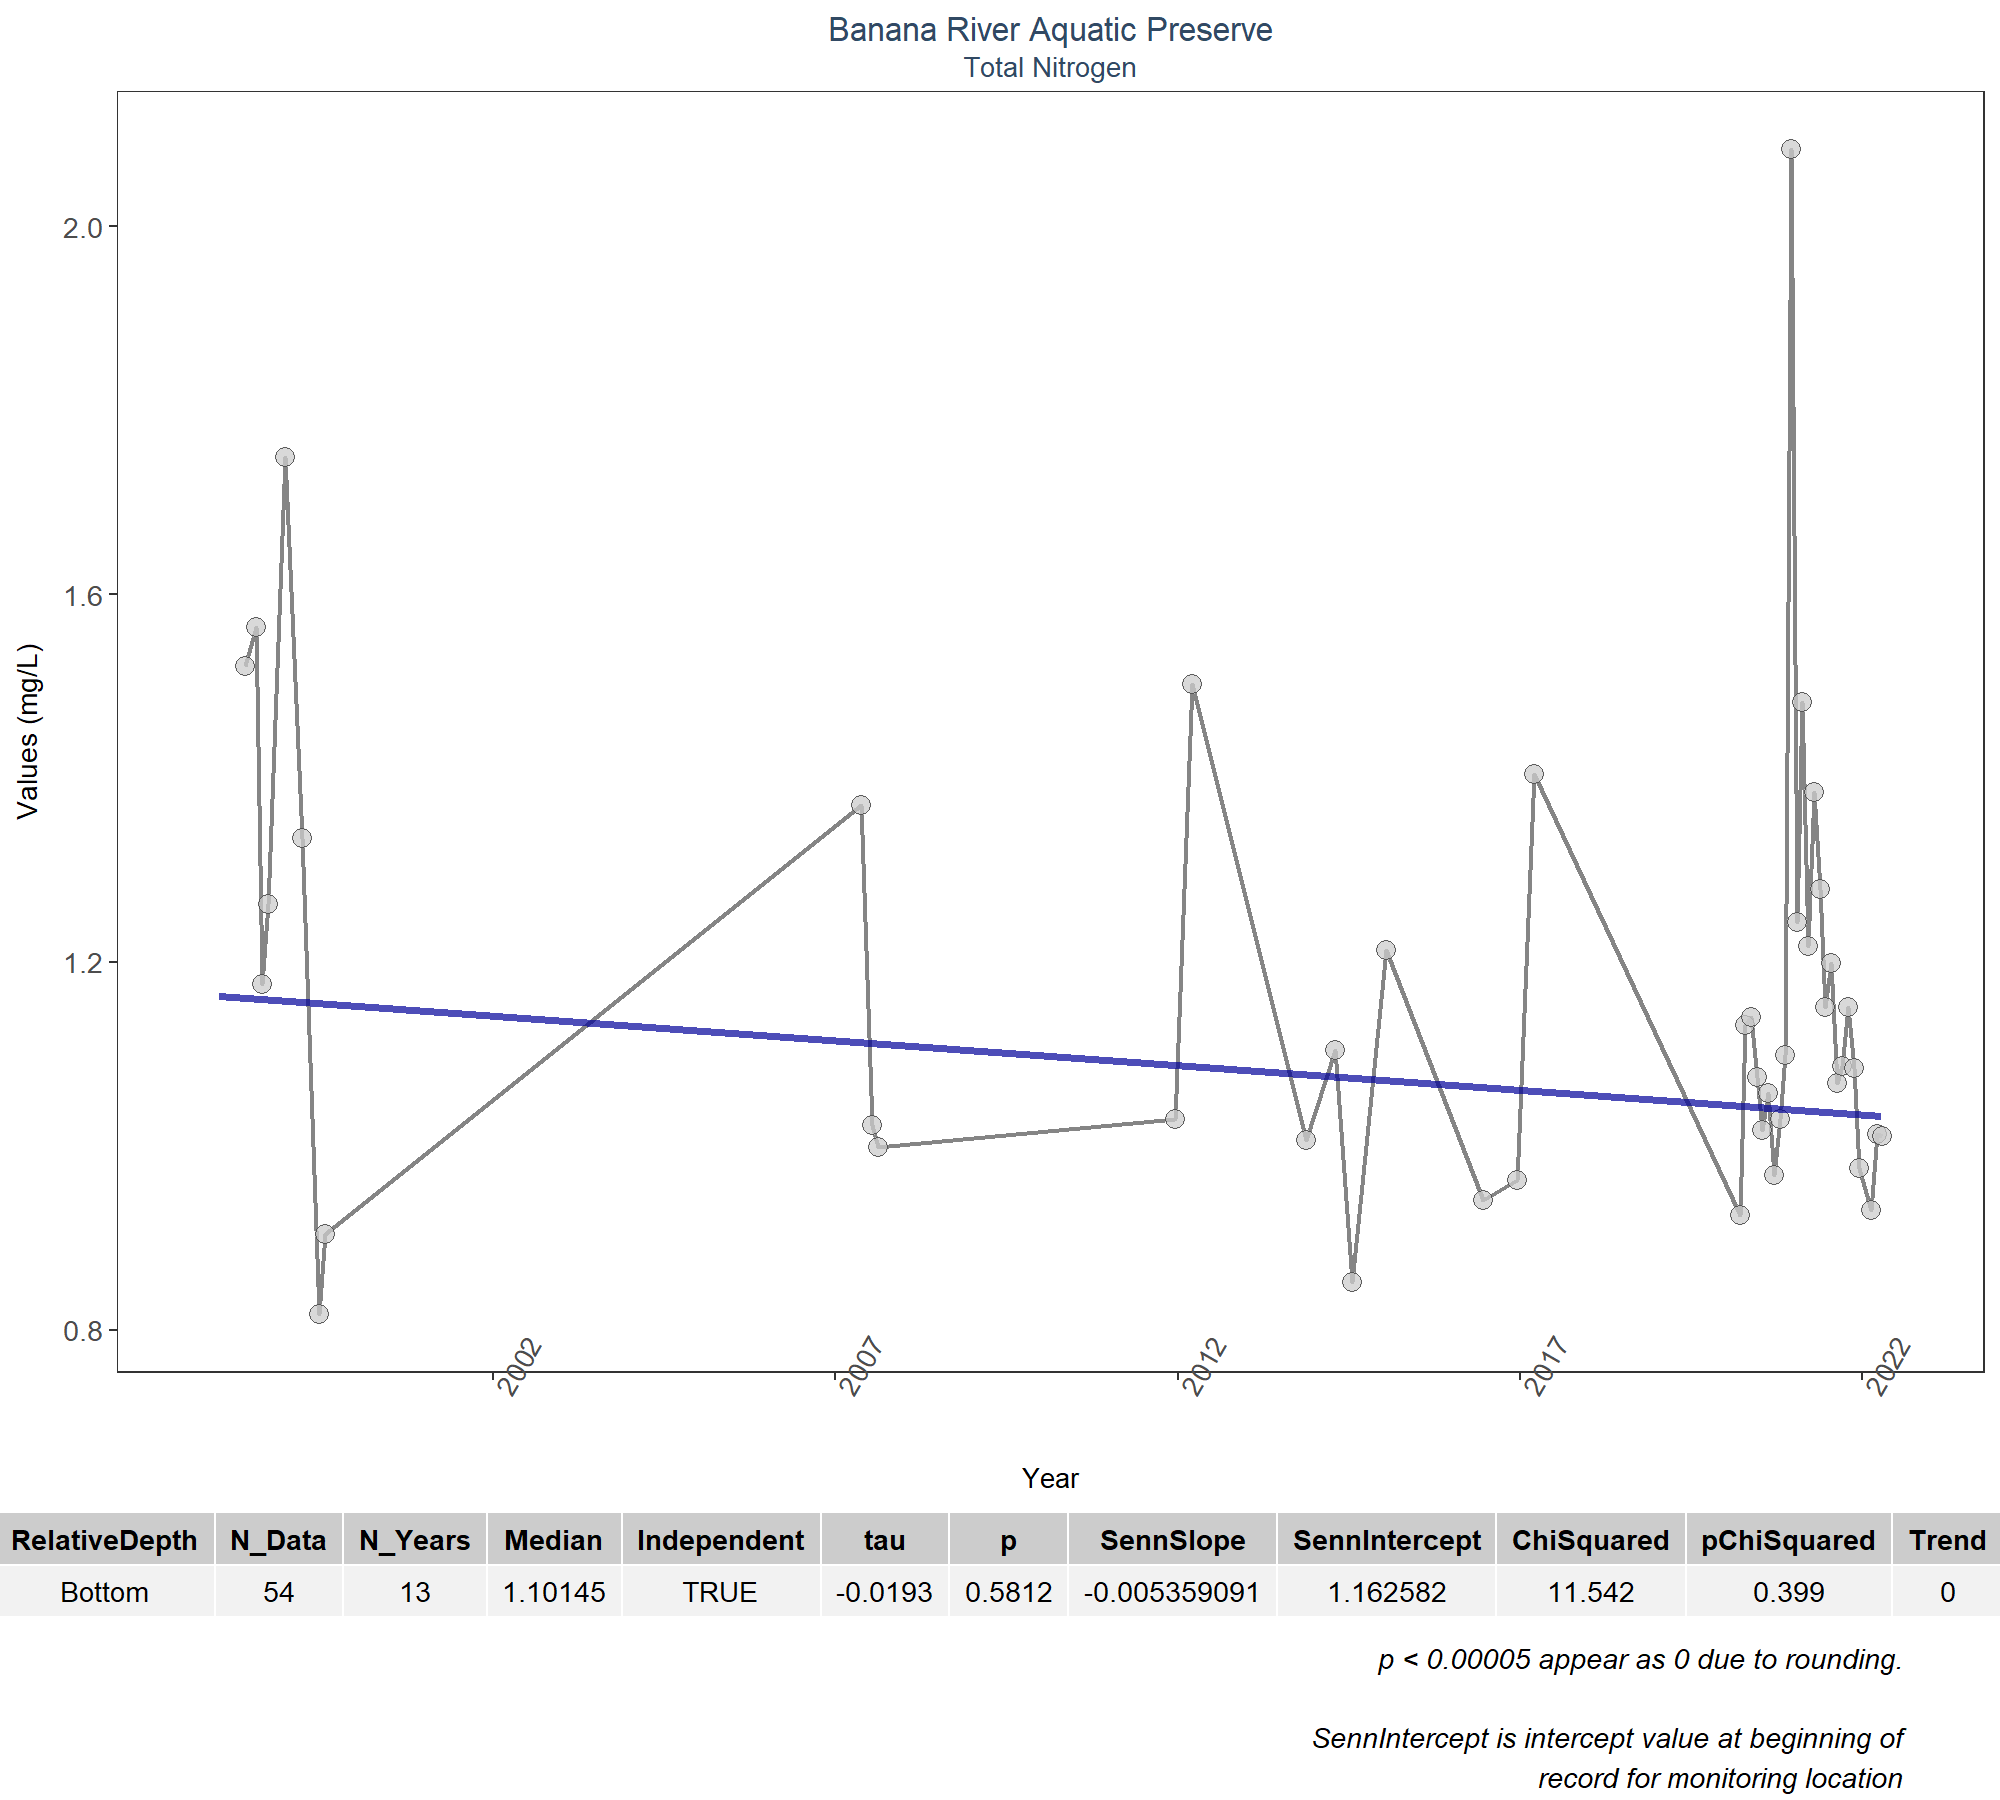 Banana River Aquatic Preserve
Total Nitrogen
Values (mg/L)
2.0
1.6
1.2
0.8
2002 2007 2012 2017 2022
Year
RelativeDepth N_Data N_Years Median Independent tau p SennSlope SennIntercept ChiSquared pChiSquared Trend
Bottom 54 13 1.10145 TRUE -0.0193 0.5812 -0.005359091 1.162582 11.542 0.399 0
p < 0.00005 appear as 0 due to rounding.
SennIntercept is intercept value at beginning of
record for monitoring location